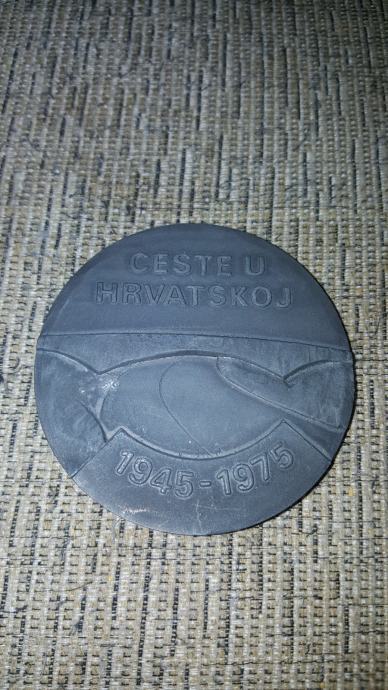 CESTE U
HRVATSKOJ
1945-1975